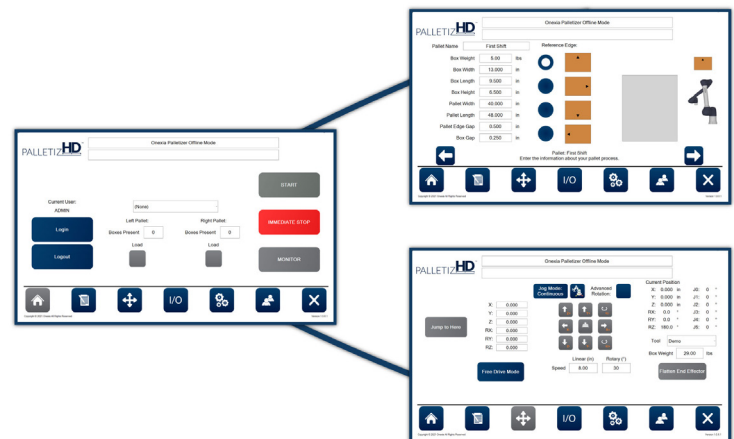 PALLETIZHD
Onexia Palletizer Offline Mode
START
Current User:
ADMIN
(None)
Left Pallet:
Right Pallet:
IMMEDIATE STOP
Login
Boxes Present 0
Boxes Present 0
Load
Load
Logout
MONITOR
I/O
PALLETIZHD
Onexia Palletizer Offline Mode
Pallet Name First Shift
Reference Edge:
Box Weight 5.00 lbs
Box Width 13.000 in
Box Length 9.500 in
Box Height 5.500 in
Pallet Width 40.000 in
Pallet Length 48.000 in
Pallet Edge Gap 0.500 in
Box Gap 0.250 in
Pallet: First Shift
Enter the information about your pallet process.
I/O
PALLETIZHD
Onexia Palletizer Offline Mode
Jog Mode:
Continuous
Advanced
Rotation:
Current Position
X: 0.000 in J0: 0 °
Y: 0.000 in J1: 0 °
Z: 0.000 in J2: 0 °
RX: 0.0 ° J3: 0 °
RY: 0.0 ° J4: 0 °
RZ: 180.0 ° J5: 0 °
Jump to Here
X: 0.000
Y: 0.000
Z: 0.000
RX: 0.000
RY: 0.000
RZ: 0.000
Tool Demo
Box Weight 29.00 lbs
Linear (in) Rotary (°)
Speed 8.00 30
Free Drive Mode
Flatten End Effector
I/O